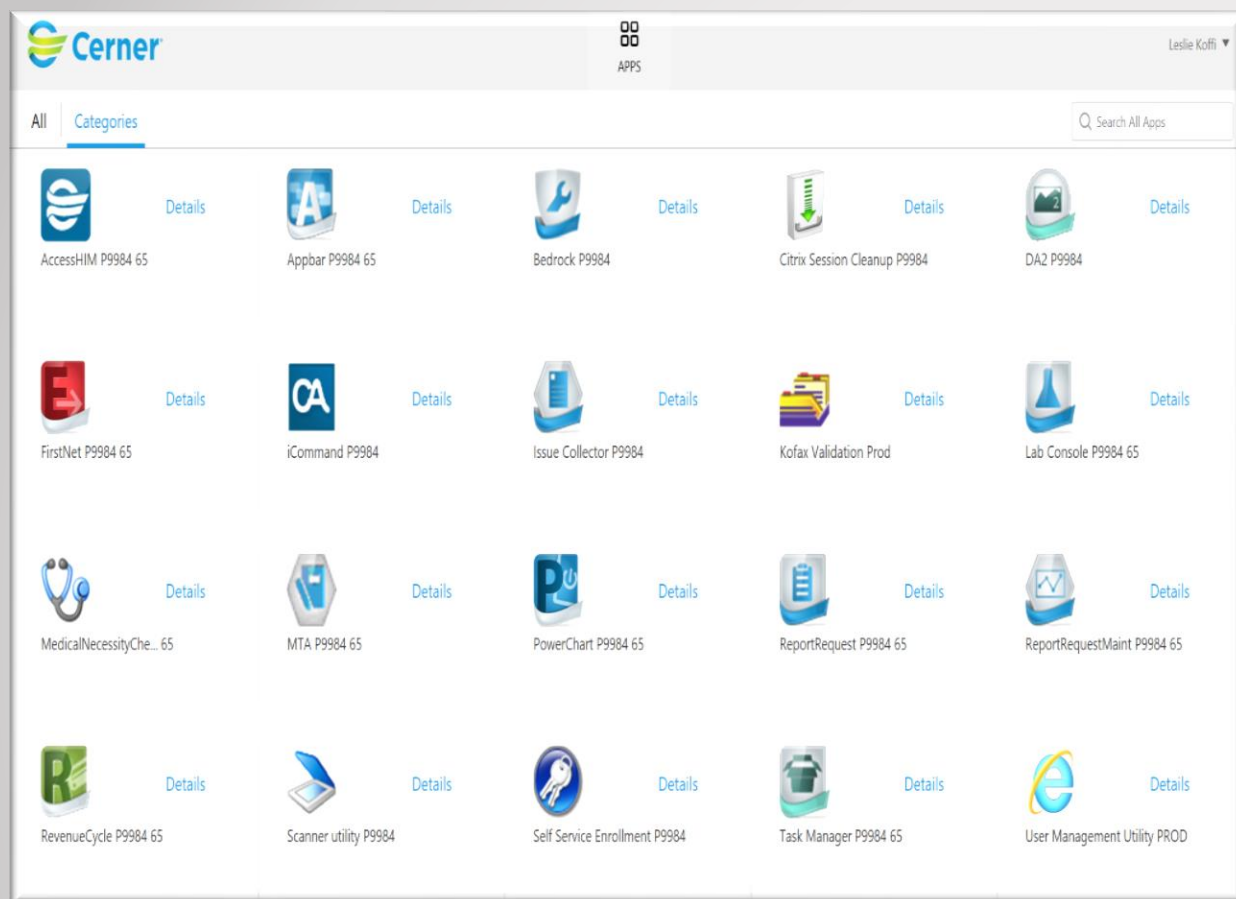 Cerner
APPS
Leslie Koffi
All
Categories
Search All Apps
Details
Details
Details
Details
2
Details
AccessHIM P9984 65
Appbar P9984 65
Bedrock P9984
Citrix Session Cleanup P9984
DA2 P9984
Details
CA
Details
Details
Details
Details
FirstNet P9984 65
iCommand P9984
Issue Collector P9984
Kofax Validation Prod
Lab Console P9984 65
Details
Details
Details
Details
Details
MedicalNecessityChe... 65
MTA P9984 65
PowerChart P9984 65
ReportRequest P9984 65
ReportRequestMaint P9984 65
Details
Details
Details
Details
Details
RevenueCycle P9984 65
Scanner utility P9984
Self Service Enrollment P9984
Task Manager P9984 65
User Management Utility PROD